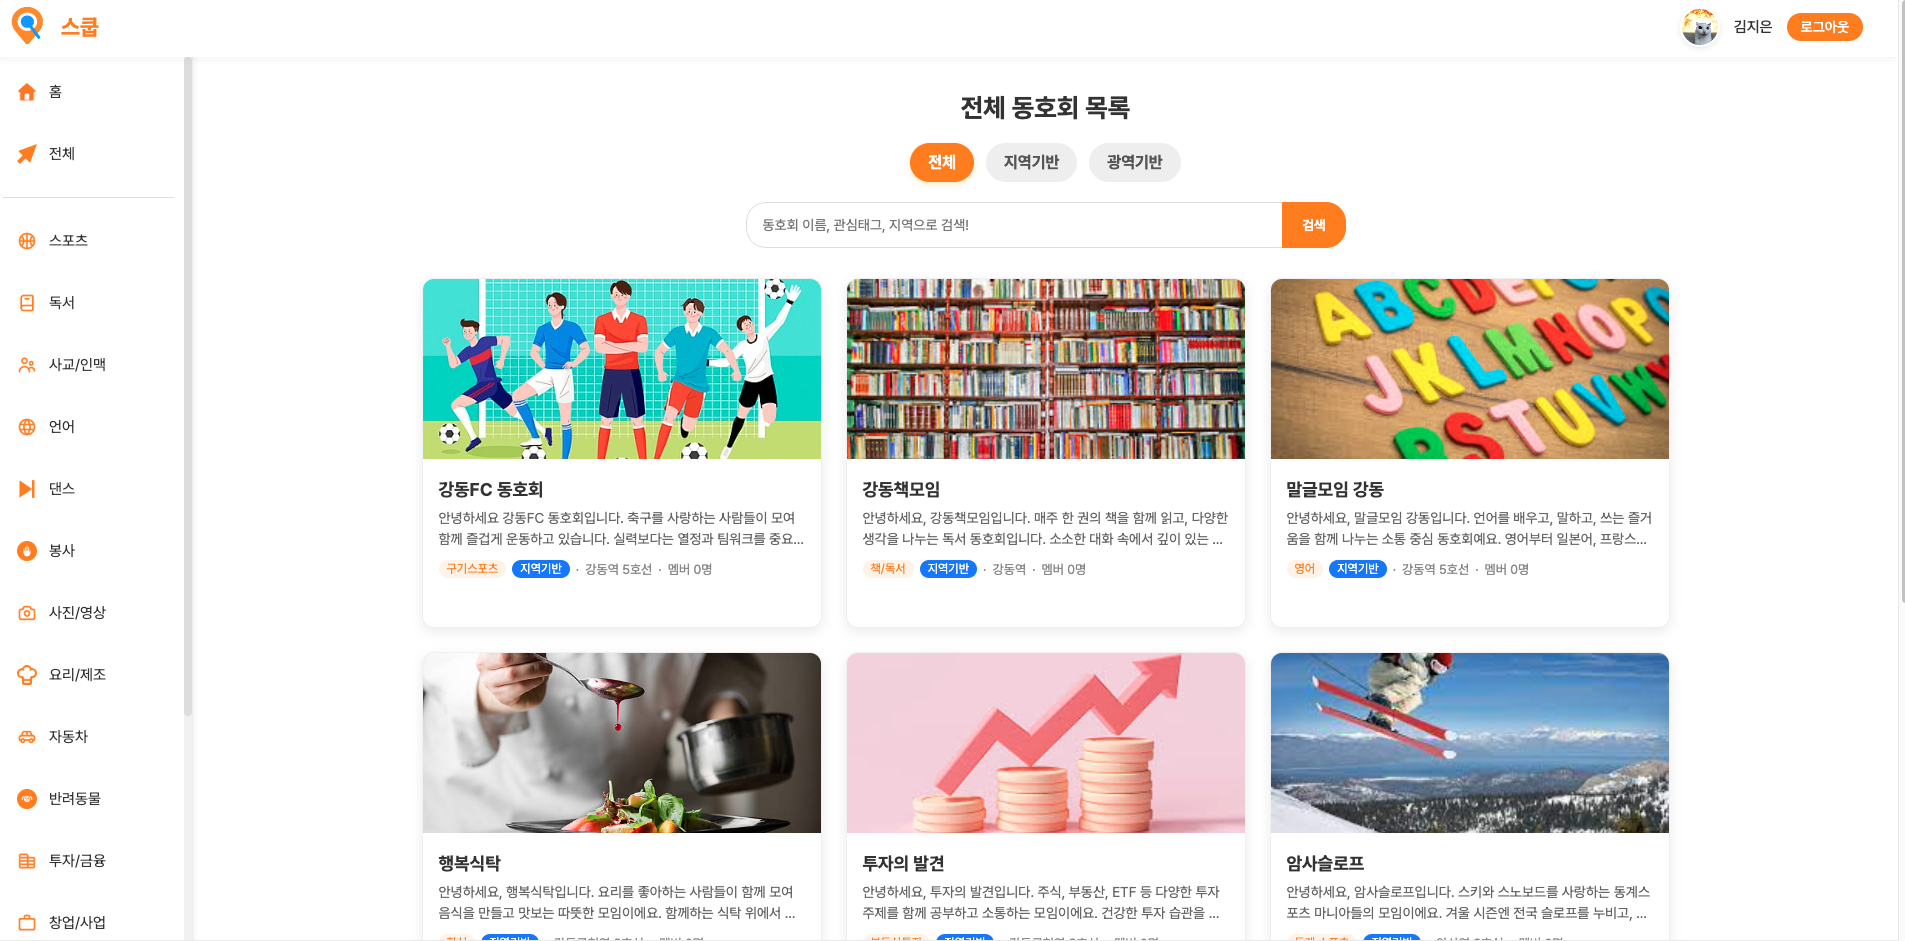 스쿱
김지은
로그아웃
홈
전체
스포츠
독서
사교/인맥
언어
댄스
봉사
사진/영상
요리/제조
자동차
반려동물
투자/금융
창업/사업
전체 동호회 목록
전체
지역기반
광역기반
동호회 이름, 관심태그, 지역으로 검색!
검색
강동FC 동호회
안녕하세요 강동FC 동호회입니다. 축구를 사랑하는 사람들이 모여
함께 즐겁게 운동하고 있습니다. 실력보다는 열정과 팀워크를 중요...
구기스포츠 지역기반 · 강동역 5호선 · 멤버 0명
강동책모임
안녕하세요, 강동책모임입니다. 매주 한 권의 책을 함께 읽고, 다양한
생각을 나누는 독서 동호회입니다. 소소한 대화 속에서 깊이 있는 ...
책/독서 지역기반 · 강동역 · 멤버 0명
ABCDEFG
JKLMNOPQ
RSTUVW
말글모임 강동
안녕하세요, 말글모임 강동입니다. 언어를 배우고, 말하고, 쓰는 즐거
움을 함께 나누는 소통 중심 동호회예요. 영어부터 일본어, 프랑스...
영어 지역기반 · 강동역 5호선 · 멤버 0명
행복식탁
안녕하세요, 행복식탁입니다. 요리를 좋아하는 사람들이 함께 모여
음식을 만들고 맛보는 따뜻한 모임이에요. 함께하는 식탁 위에서 ...
지역기반
투자의 발견
안녕하세요, 투자의 발견입니다. 주식, 부동산, ETF 등 다양한 투자
주제를 함께 공부하고 소통하는 모임이에요. 건강한 투자 습관을 ...
지역기반
암사슬로프
안녕하세요, 암사슬로프입니다. 스키와 스노보드를 사랑하는 동계스
포츠 마니아들의 모임이에요. 겨울 시즌엔 전국 슬로프를 누비고, ...
지역기반